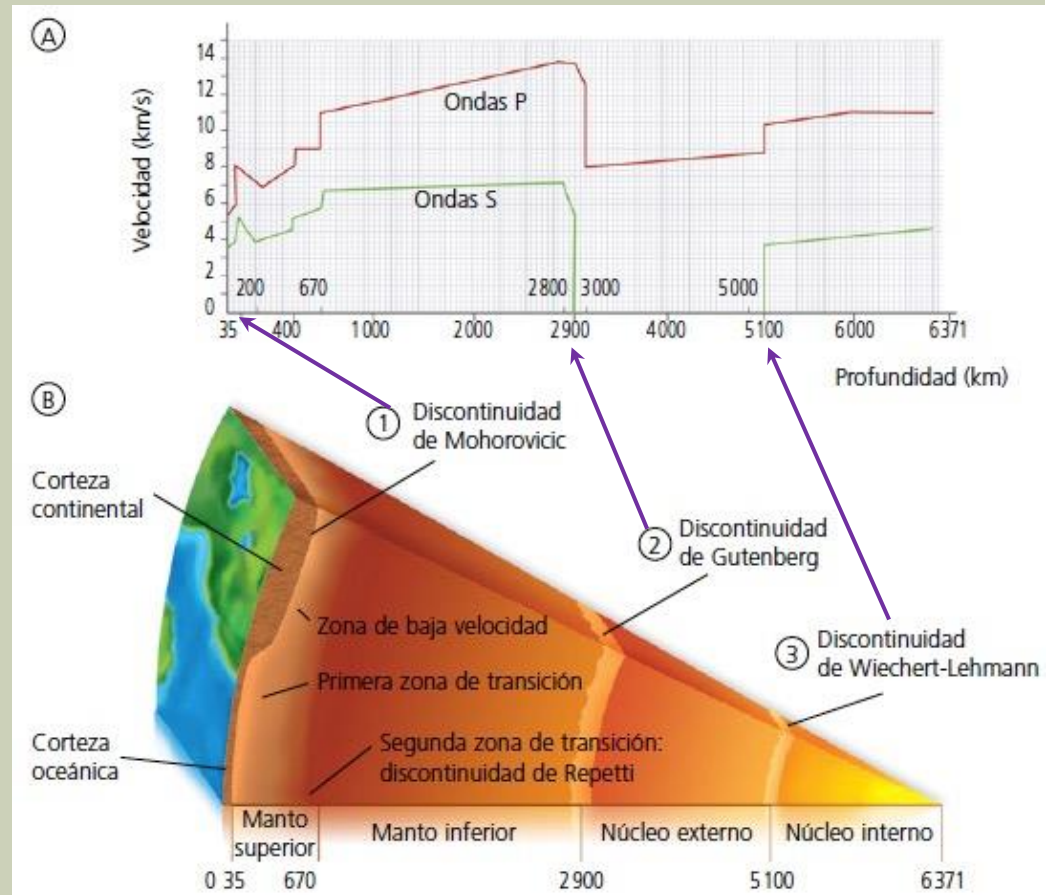 A
14
12
10
8
6
4
2
0
Velocidad (km/s)
Ondas P
Ondas S
200
670
2800
3000
5000
35
400
1000
2000
2900
4000
5100
6000
6371
Profundidad (km)
B
1
Discontinuidad
de Mohorovicic
Corteza
continental
2
Discontinuidad
de Gutenberg
Zona de baja velocidad
3
Discontinuidad
de Wiechert-Lehmann
Primera zona de transición
Corteza
oceánica
Segunda zona de transición:
discontinuidad de Repetti
Manto
superior
Manto inferior
Núcleo externo
Núcleo interno
0 35
670
2900
5100
6371